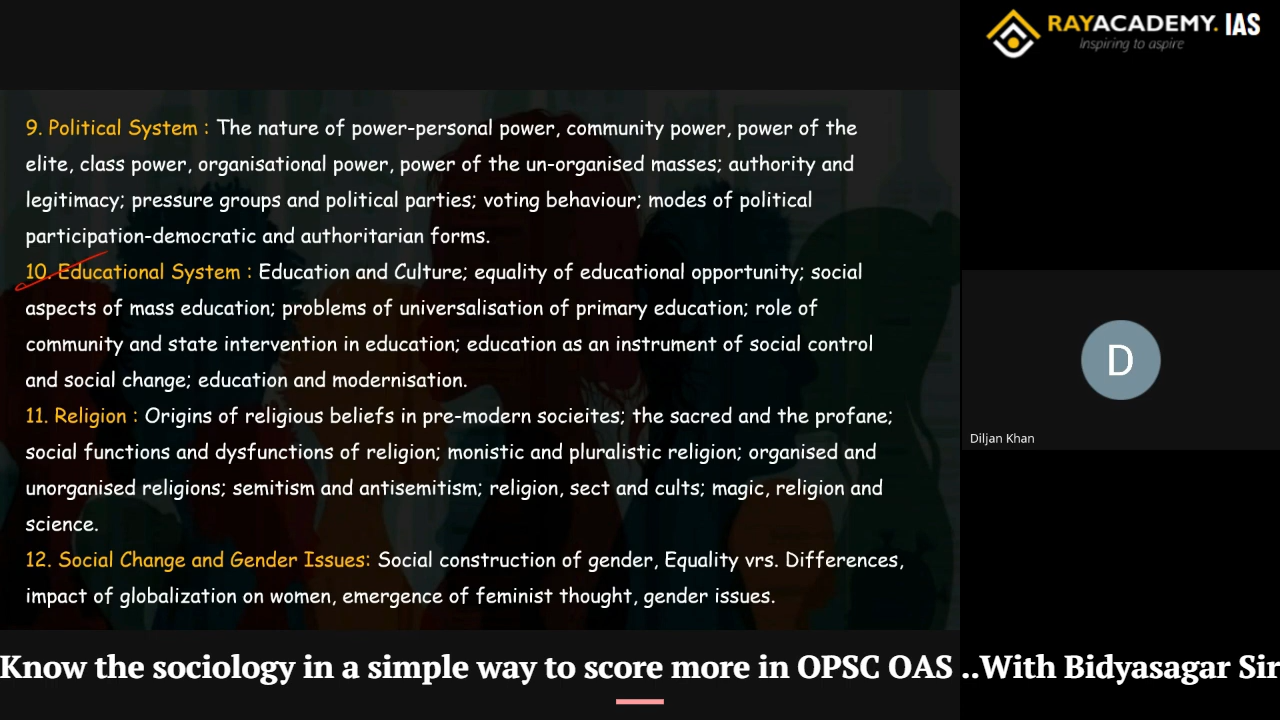 RAYACADEMY. IAS
Inspiring to aspire
9. Political System : The nature of power-personal power, community power, power of the
elite, class power, organisational power, power of the un-organised masses; authority and
legitimacy; pressure groups and political parties; voting behaviour; modes of political
participation-democratic and authoritarian forms.
10. Educational System : Education and Culture; equality of educational opportunity; social
aspects of mass education; problems of universalisation of primary education; role of
community and state intervention in education; education as an instrument of social control
and social change; education and modernisation.
11. Religion : Origins of religious beliefs in pre-modern socieites; the sacred and the profane;
social functions and dysfunctions of religion; monistic and pluralistic religion; organised and
unorganised religions; semitism and antisemitism; religion, sect and cults; magic, religion and
science.
12. Social Change and Gender Issues: Social construction of gender, Equality vrs. Differences,
impact of globalization on women, emergence of feminist thought, gender issues.
D
Diljan Khan
Know the sociology in a simple way to score more in OPSC OAS ..With Bidyasagar Sir